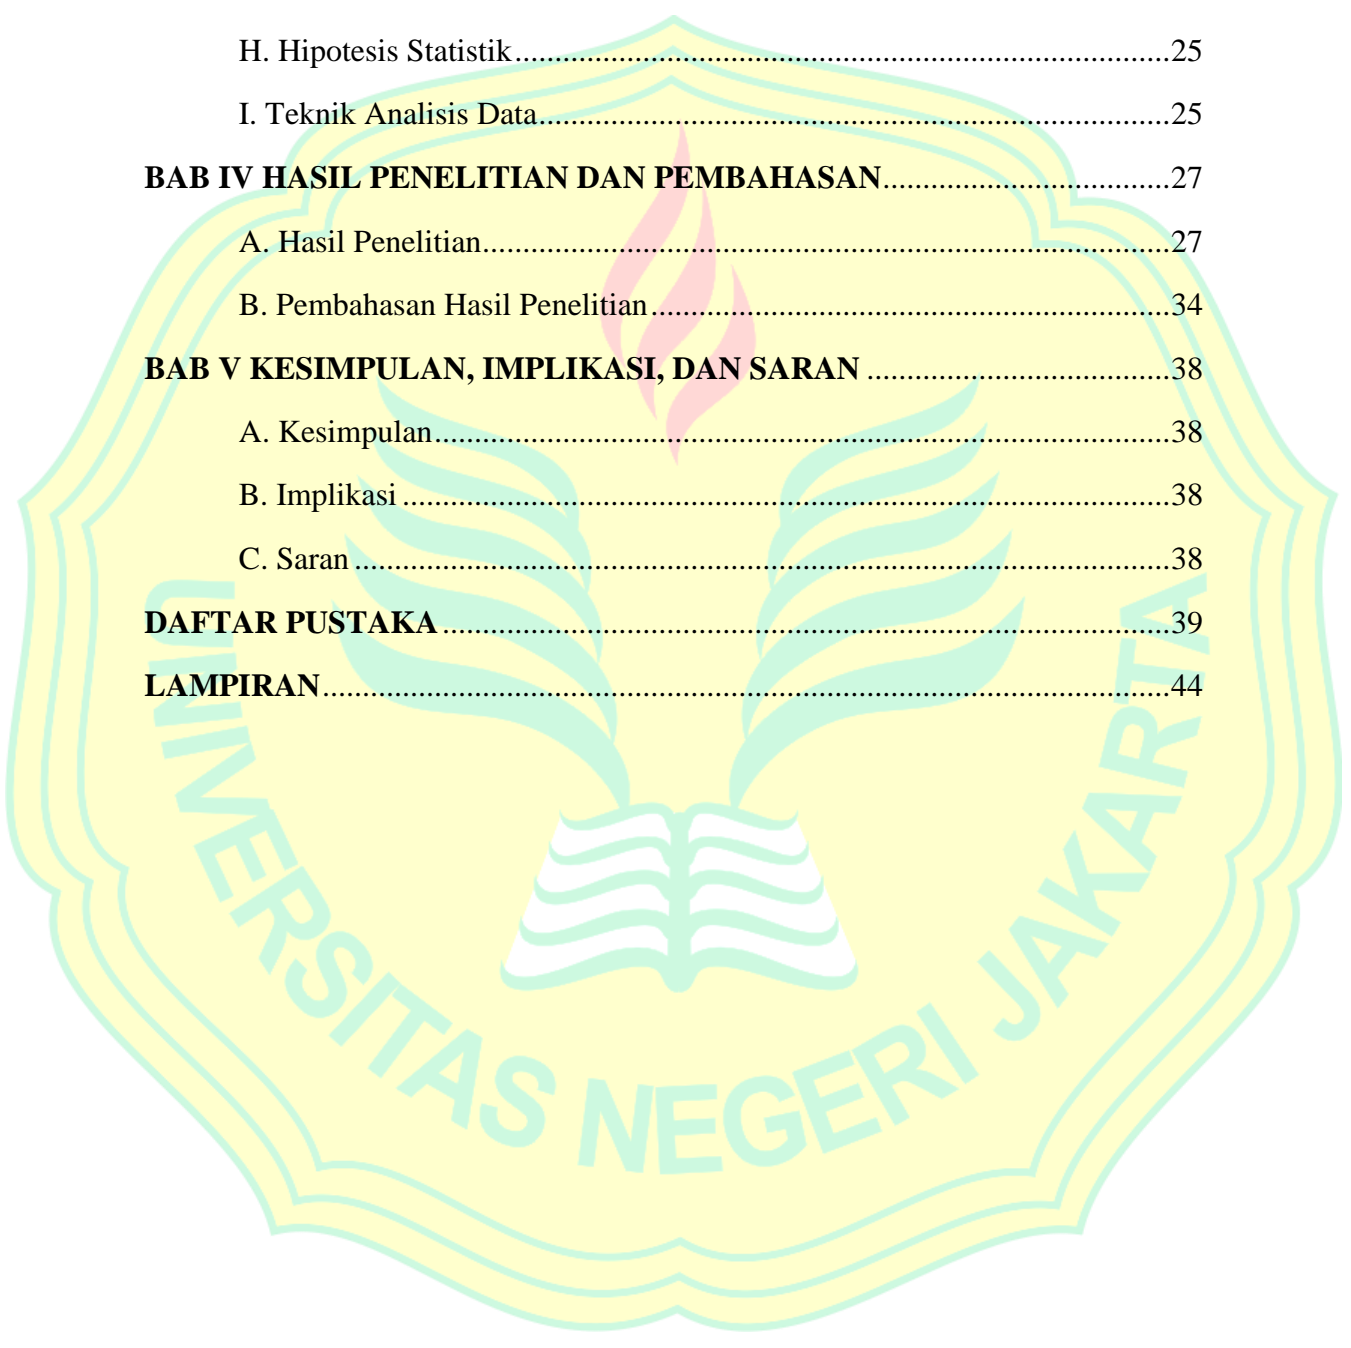 H. Hipotesis Statistik.....................................................................................25
I. Teknik Analisis Data.................................................................................25
BAB IV HASIL PENELITIAN DAN PEMBAHASAN....................................27
A. Hasil Penelitian........................................................................................27
B. Pembahasan Hasil Penelitian....................................................................34
BAB V KESIMPULAN, IMPLIKASI, DAN SARAN ......................................38
A. Kesimpulan..............................................................................................38
B. Implikasi..................................................................................................38
C. Saran........................................................................................................38
DAFTAR PUSTAKA............................................................................................39
LAMPIRAN...........................................................................................................44
UNIVERSITAS NEGERI JAKARTA